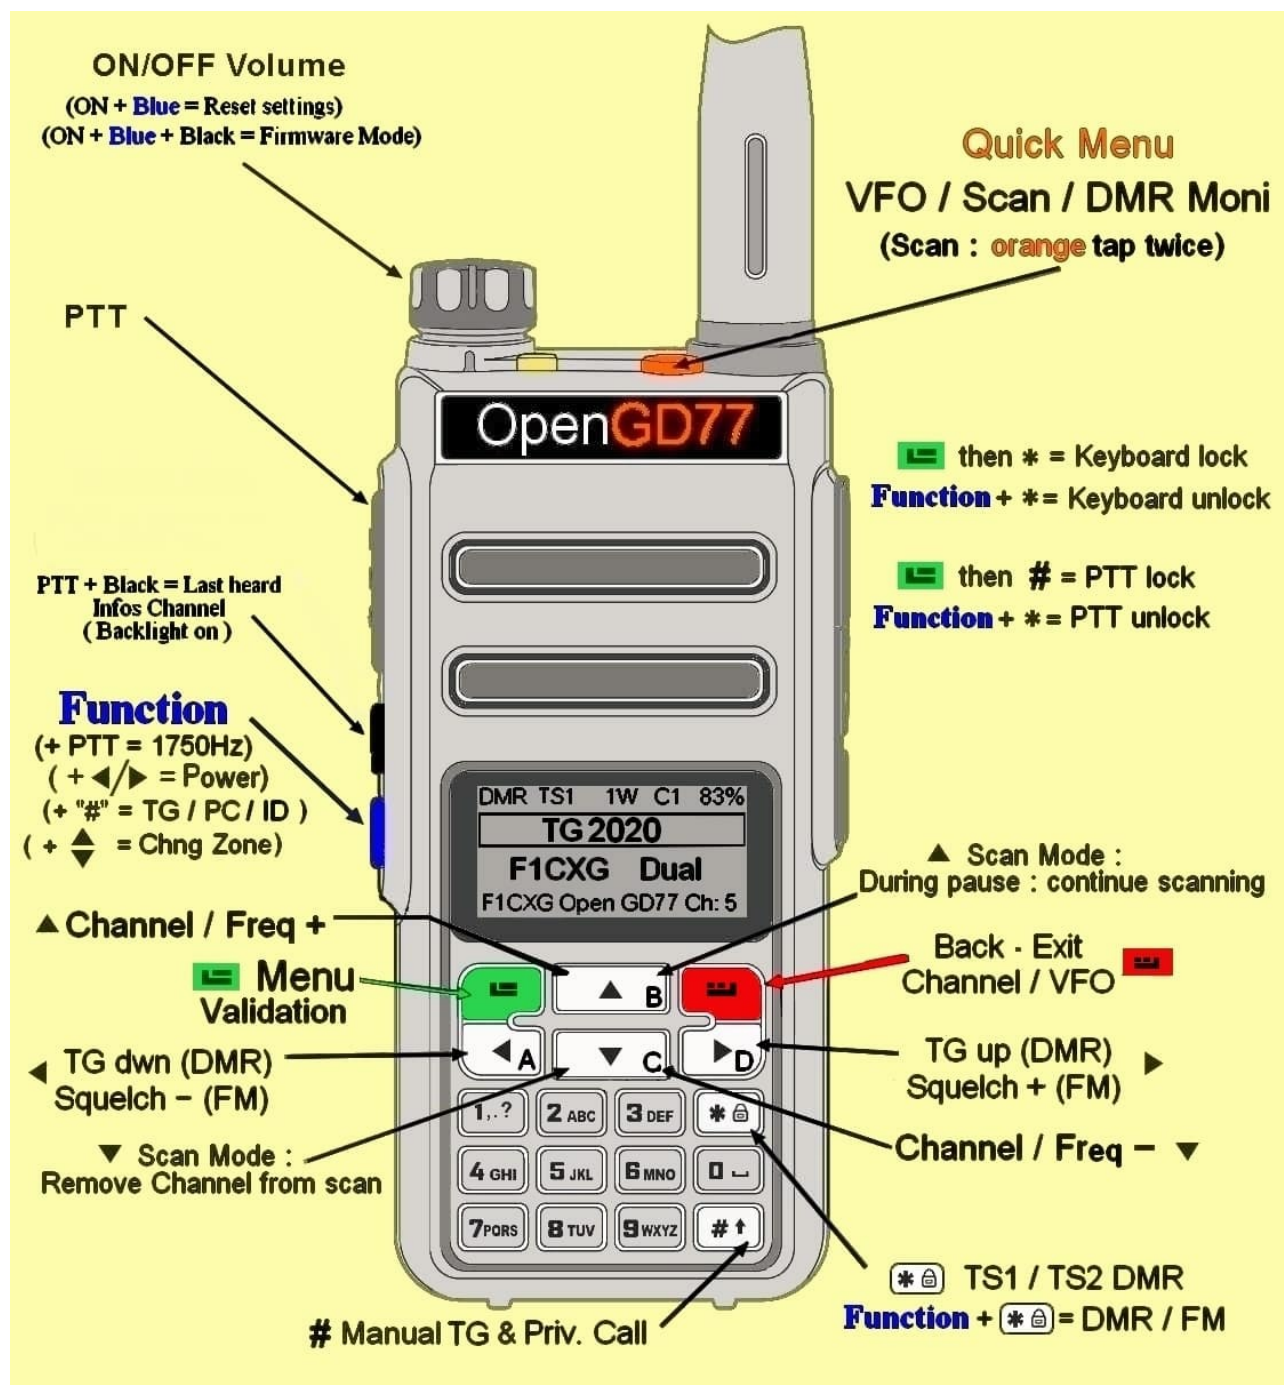 ON/OFF Volume
(ON + Blue = Reset settings)
(ON + Blue + Black = Firmware Mode)
Quick Menu
VFO / Scan / DMR Moni
(Scan : orange tap twice)
PTT
OpenGD77
then * = Keyboard lock
Function + * = Keyboard unlock
then # = PTT lock
Function + * = PTT unlock
PTT + Black = Last heard
Infos Channel
( Backlight on )
Function
(+ PTT = 1750Hz)
( + ◀/▶ = Power)
(+ "#" = TG / PC / ID )
( + ▲▼ = Chng Zone)
DMR TS1 1W C1 83%
TG 2020
F1CXG Dual
F1CXG Open GD77 Ch: 5
▲ Scan Mode :
During pause : continue scanning
▲ Channel / Freq +
Menu
Validation
Back - Exit
Channel / VFO
▲ B
◀ A
▼ C
▶ D
◀ TG dwn (DMR)
Squelch - (FM)
TG up (DMR) ▶
Squelch + (FM)
▼ Scan Mode :
Remove Channel from scan
Channel / Freq - ▼
1,.? 2 ABC 3 DEF *
4 GHI 5 JKL 6 MNO 0
7 PQRS 8 TUV 9 WXYZ #
* TS1 / TS2 DMR
Function + * = DMR / FM
# Manual TG & Priv. Call